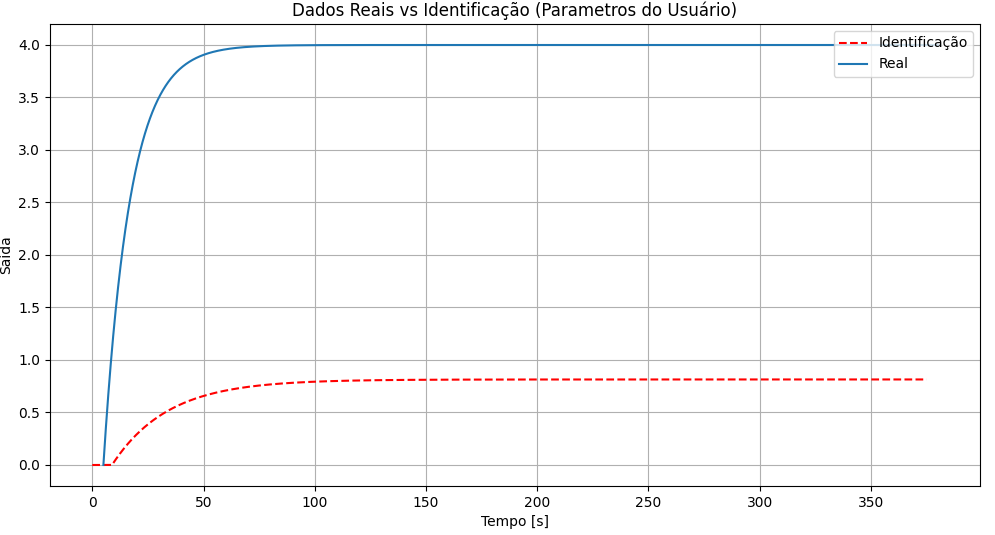 Dados Reais vs Identificação (Parametros do Usuário)
4.0
3.5
3.0
2.5
2.0
1.5
1.0
0.5
0.0
Saida
Identificação
Real
0 50 100 150 200 250 300 350
Tempo [s]